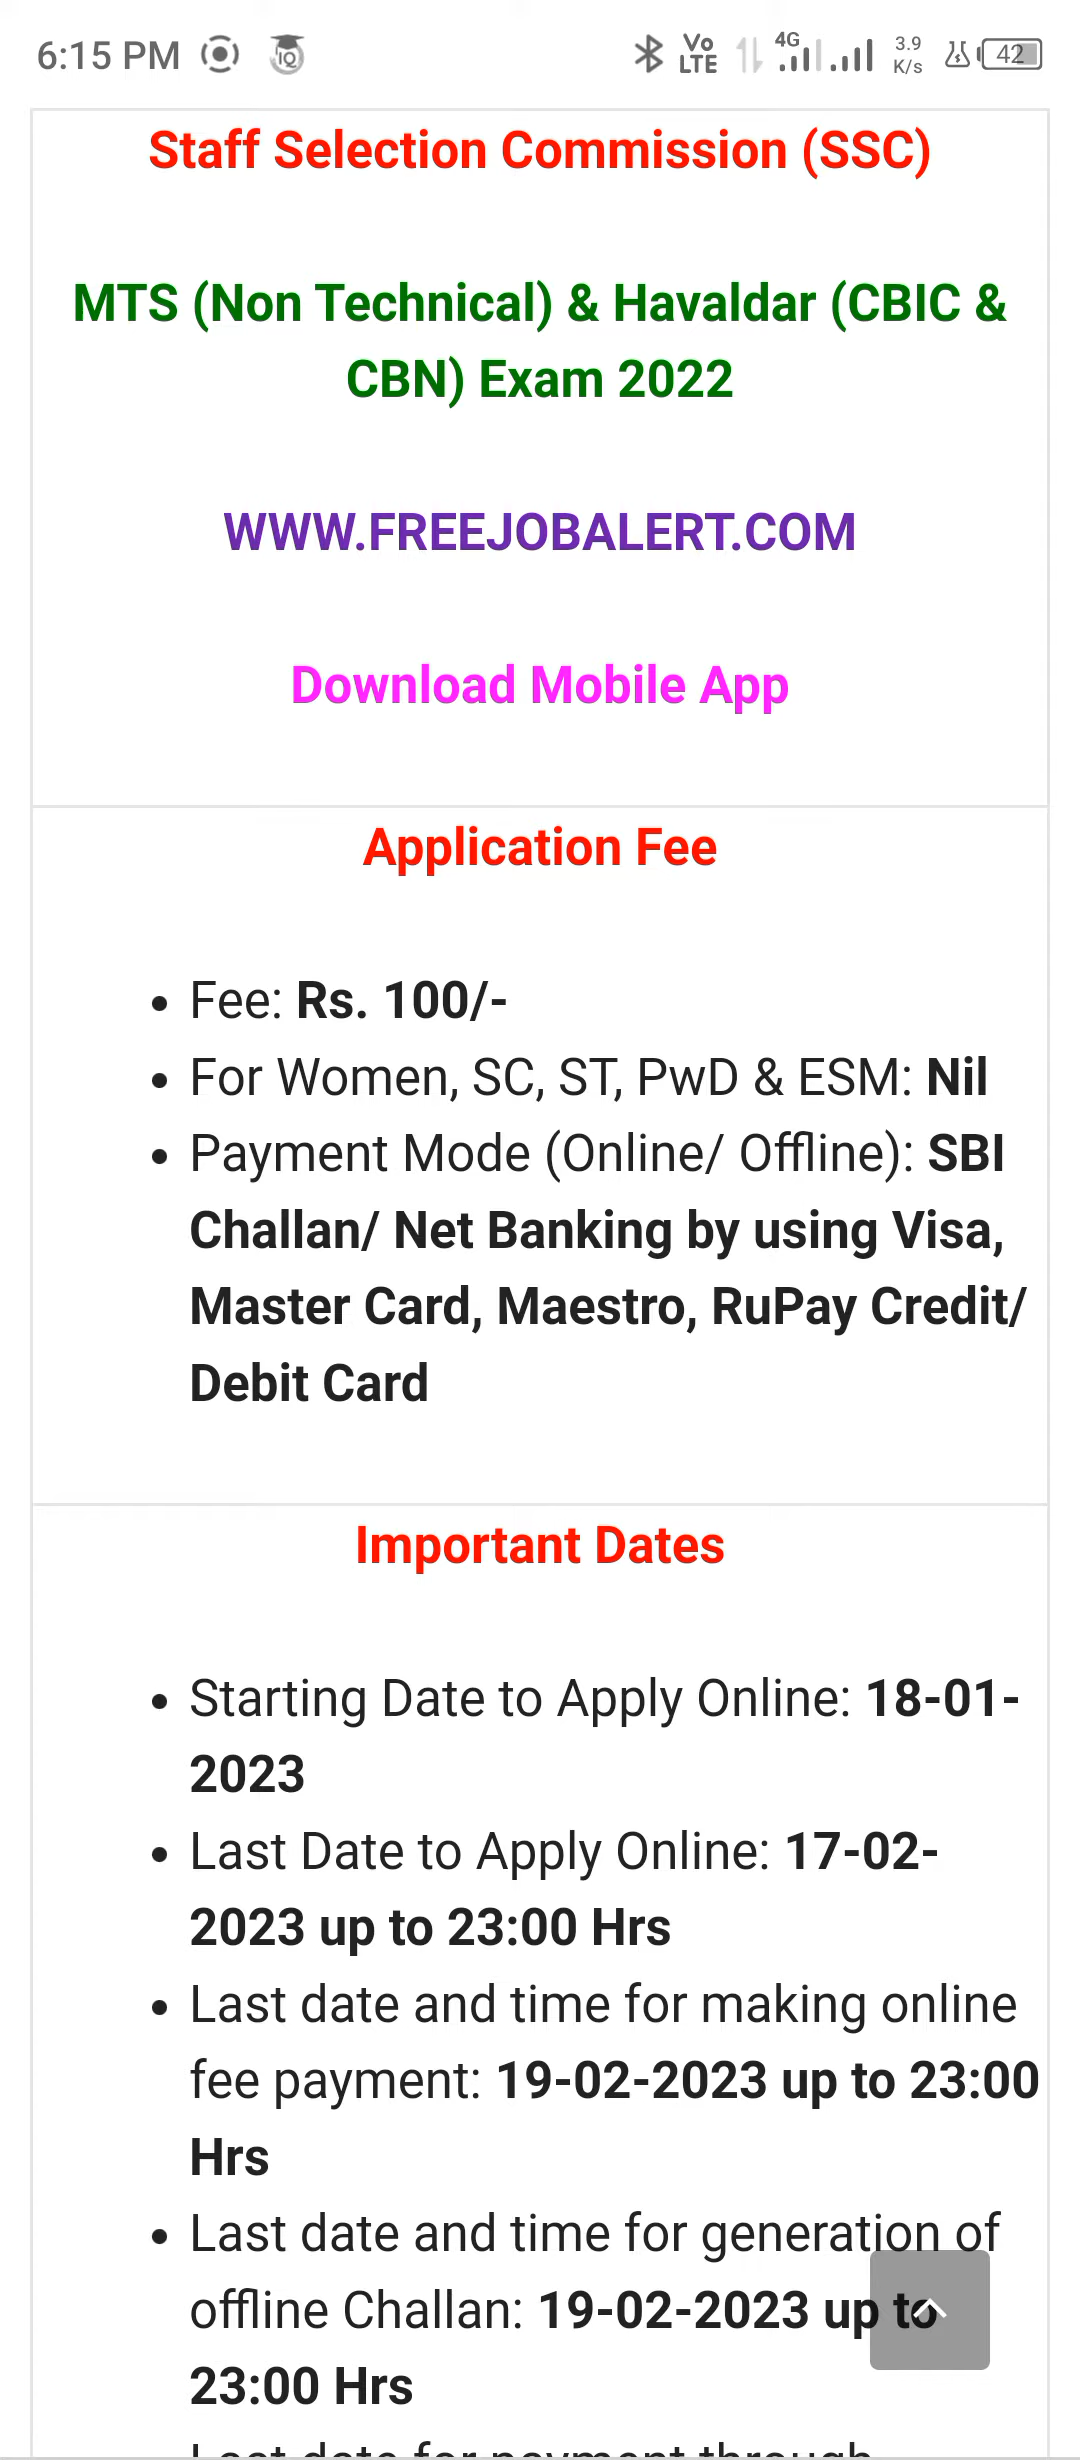 6:15 PM IQ Vo LTE 4G 3.9 K/s 42
Staff Selection Commission (SSC)
MTS (Non Technical) & Havaldar (CBIC &
CBN) Exam 2022
WWW.FREEJOBALERT.COM
Download Mobile App
Application Fee
• Fee: Rs. 100/-
• For Women, SC, ST, PwD & ESM: Nil
• Payment Mode (Online/ Offline): SBI
Challan/ Net Banking by using Visa,
Master Card, Maestro, RuPay Credit/
Debit Card
Important Dates
• Starting Date to Apply Online: 18-01-
2023
• Last Date to Apply Online: 17-02-
2023 up to 23:00 Hrs
• Last date and time for making online
fee payment: 19-02-2023 up to 23:00
Hrs
• Last date and time for generation of
offline Challan: 19-02-2023 up to
23:00 Hrs
Last date for payment through